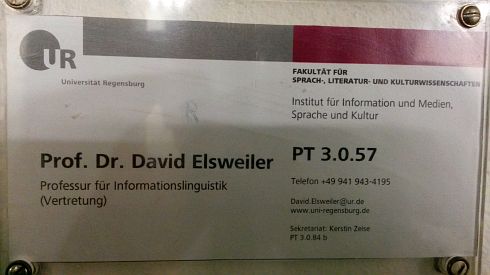 UR
Universität Regensburg
FAKULTÄT FÜR
SPRACH-, LITERATUR- UND KULTURWISSENSCHAFTEN
Institut für Information und Medien,
Sprache und Kultur
Prof. Dr. David Elsweiler
Professur für Informationslinguistik
(Vertretung)
PT 3.0.57
Telefon +49 941 943-4195
David.Elsweiler@ur.de
www.uni-regensburg.de
Sekretariat: Kerstin Zeise
PT 3.0.84 b